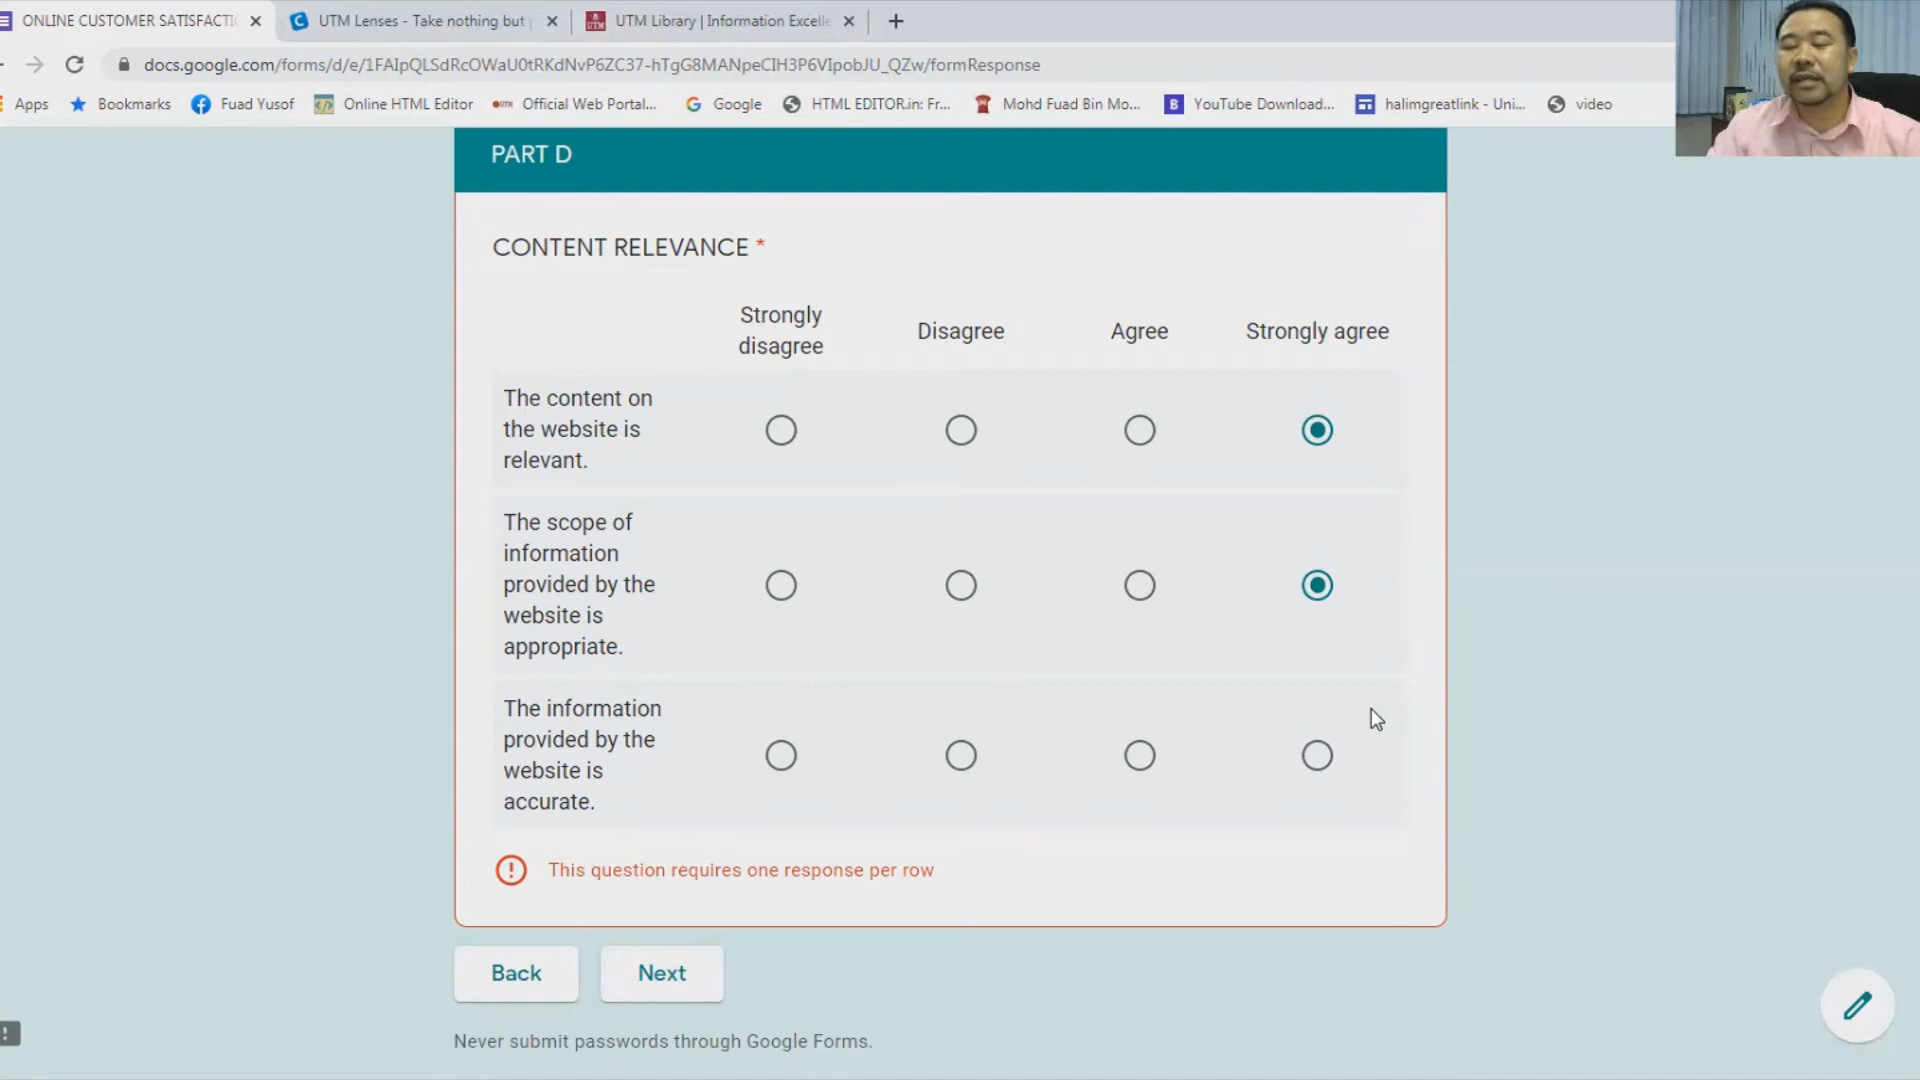 ONLINE CUSTOMER SATISFACTI
UTM Lenses - Take nothing but
UTM Library | Information Excelle
docs.google.com/forms/d/e/1FAIpQLSdRcOWaU0tRKdNvP6ZC37-hTgG8MANpeCIH3P6VIpobJU_QZw/formResponse
Apps Bookmarks Fuad Yusof Online HTML Editor Official Web Portal... Google HTML EDITOR.in: Fr... Mohd Fuad Bin Mo... YouTube Download... halimgreatlink - Uni... video
PART D
CONTENT RELEVANCE *
Strongly
disagree
Disagree
Agree
Strongly agree
The content on
the website is
relevant.
The scope of
information
provided by the
website is
appropriate.
The information
provided by the
website is
accurate.
This question requires one response per row
Back
Next
Never submit passwords through Google Forms.